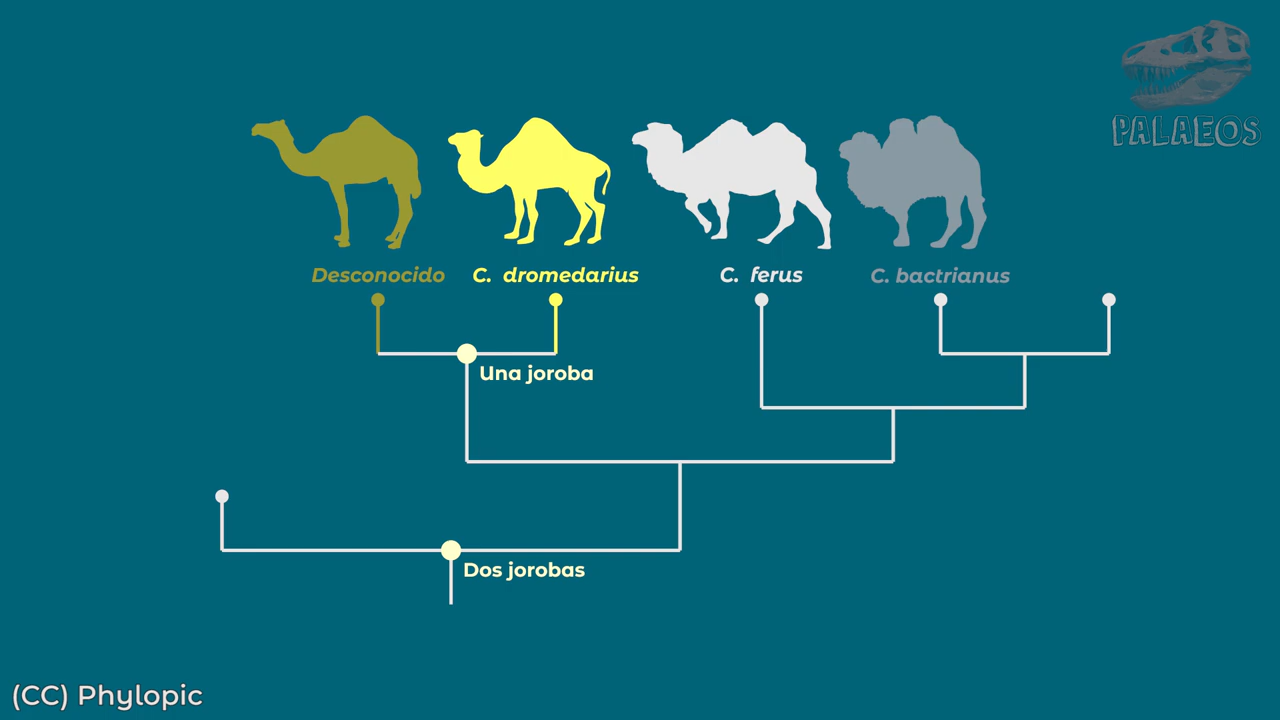 PALAEOS
Desconocido
C. dromedarius
C. ferus
C. bactrianus
Una joroba
Dos jorobas
(CC) Phylopic